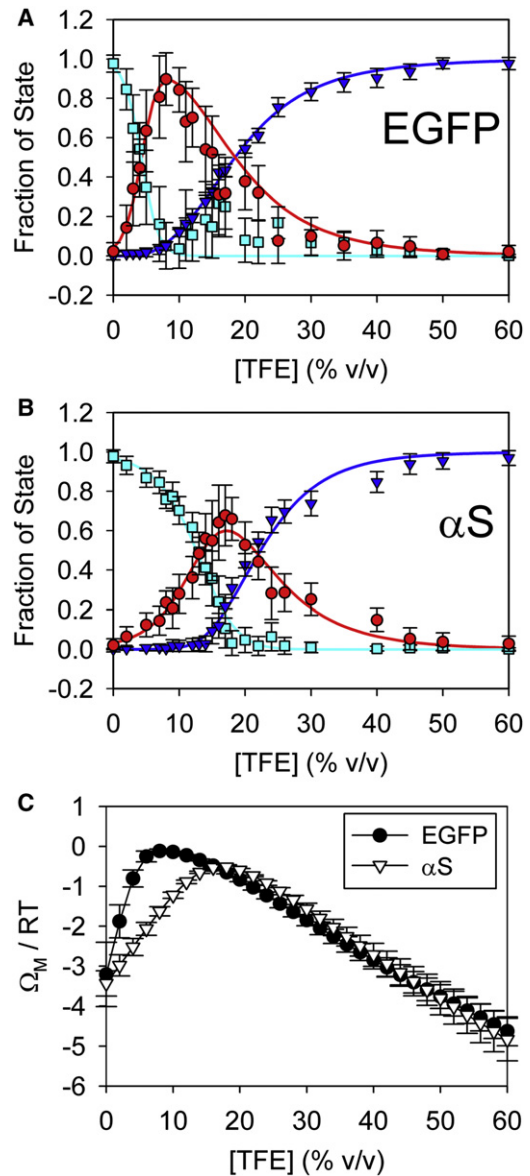 A
1.2
1.0
0.8
0.6
0.4
0.2
0.0
-0.2
Fraction of State
EGFP
0 10 20 30 40 50 60
[TFE] (% v/v)
B
1.2
1.0
0.8
0.6
0.4
0.2
0.0
-0.2
Fraction of State
αS
0 10 20 30 40 50 60
[TFE] (% v/v)
C
1
0
-1
-2
-3
-4
-5
-6
Ω_M / RT
EGFP
αS
0 10 20 30 40 50 60
[TFE] (% v/v)